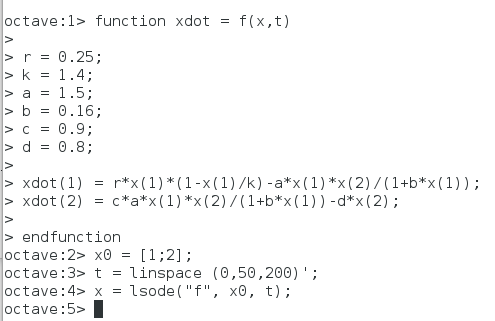 octave:1> function xdot = f(x,t)
>
> r = 0.25;
> k = 1.4;
> a = 1.5;
> b = 0.16;
> c = 0.9;
> d = 0.8;
>
> xdot(1) = r*x(1)*(1-x(1)/k)-a*x(1)*x(2)/(1+b*x(1));
> xdot(2) = c*a*x(1)*x(2)/(1+b*x(1))-d*x(2);
>
> endfunction
octave:2> x0 = [1;2];
octave:3> t = linspace (0,50,200)';
octave:4> x = lsode("f", x0, t);
octave:5>